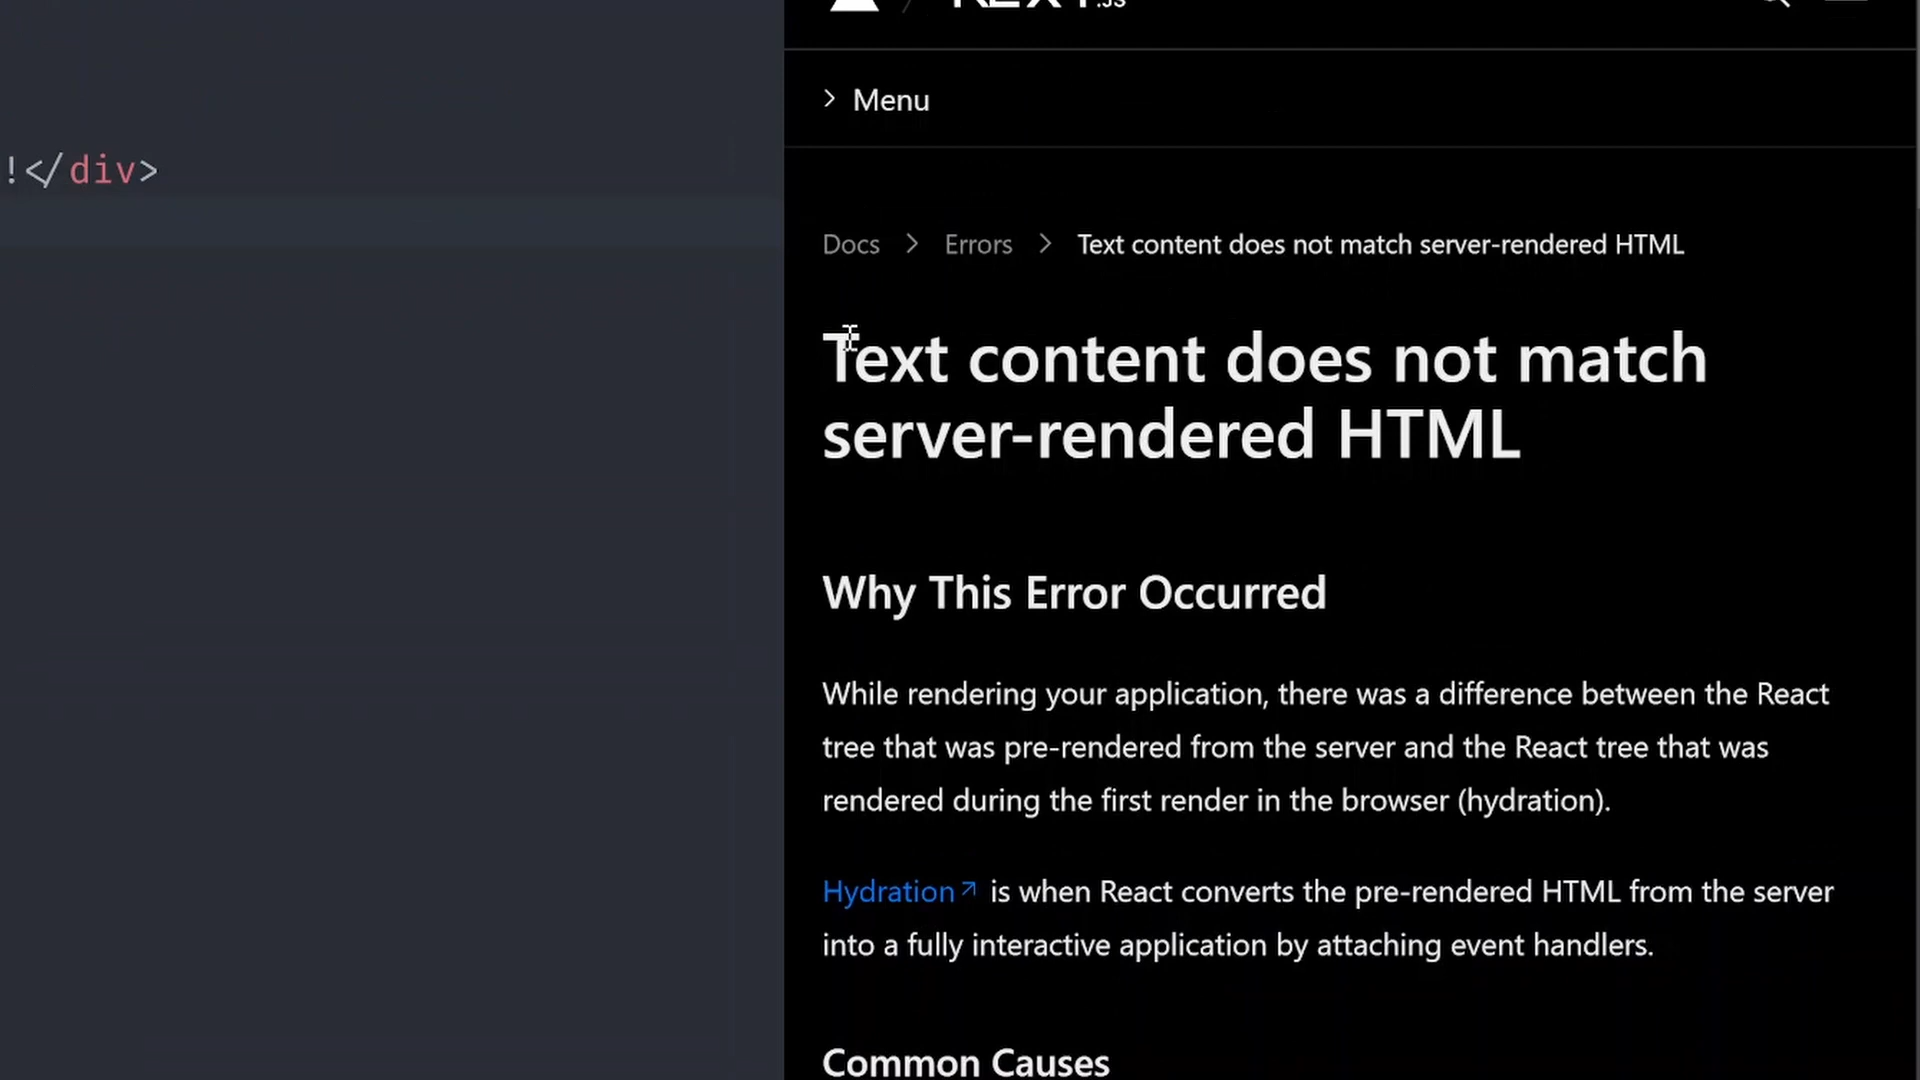 NEXT.JS
Menu
!</div>
Docs > Errors > Text content does not match server-rendered HTML
Text content does not match
server-rendered HTML
Why This Error Occurred
While rendering your application, there was a difference between the React
tree that was pre-rendered from the server and the React tree that was
rendered during the first render in the browser (hydration).
Hydration↗ is when React converts the pre-rendered HTML from the server
into a fully interactive application by attaching event handlers.
Common Causes